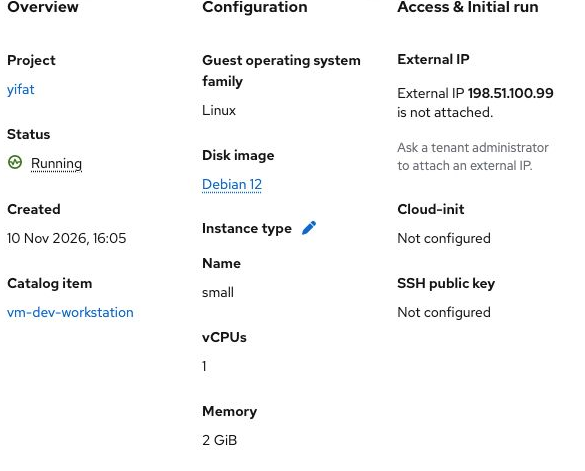 Overview
Project
yifat
Status
Running
Created
10 Nov 2026, 16:05
Catalog item
vm-dev-workstation
Configuration
Guest operating system
family
Linux
Disk image
Debian 12
Instance type
Name
small
vCPUs
1
Memory
2 GiB
Access & Initial run
External IP
External IP 198.51.100.99
is not attached.
Ask a tenant administrator
to attach an external IP.
Cloud-init
Not configured
SSH public key
Not configured